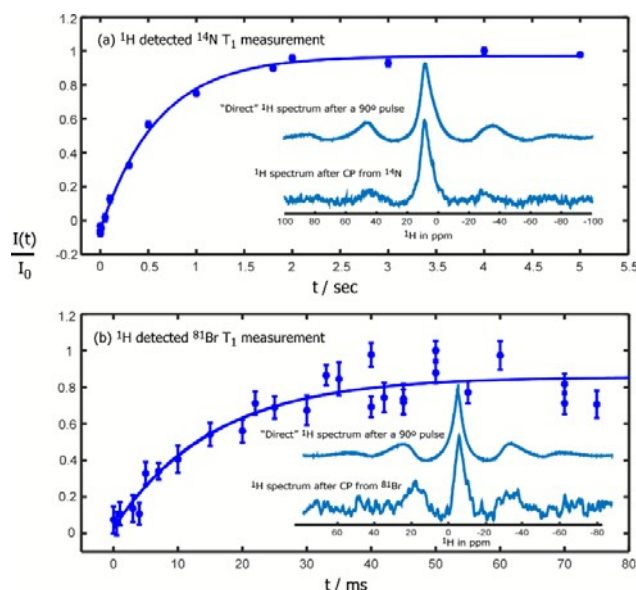 1.2
(a) ¹H detected ¹⁴N T₁ measurement
1
0.8
"Direct" ¹H spectrum after a 90º pulse
0.6
0.4
¹H spectrum after CP from ¹⁴N
0.2
0
100 80 60 40 20 0 -20 -40 -60 -80 -100
¹H in ppm
-0.2
0 0.5 1 1.5 2 2.5 3 3.5 4 4.5 5 5.5
t / sec
I(t)
I₀
1.2
(b) ¹H detected ⁸¹Br T₁ measurement
1
0.8
0.6
"Direct" ¹H spectrum after a 90º pulse
0.4
¹H spectrum after CP from ⁸¹Br
0.2
0
80 60 40 20 0 -20 -40 -60 -80
¹H in ppm
0 10 20 30 40 50 60 70 80
t / ms